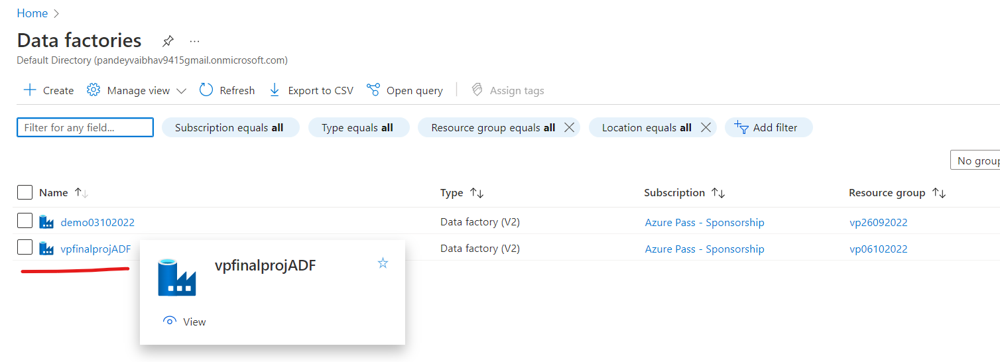 Home
Data factories
Default Directory (pandeyvaibhav9415gmail.onmicrosoft.com)
Create Manage view Refresh Export to CSV Open query Assign tags
Filter for any field... Subscription equals all Type equals all Resource group equals all Location equals all Add filter
No group
Name Type Subscription Resource group
demo03102022 Data factory (V2) Azure Pass - Sponsorship vp26092022
vpfinalprojADF Data factory (V2) Azure Pass - Sponsorship vp06102022
vpfinalprojADF
View